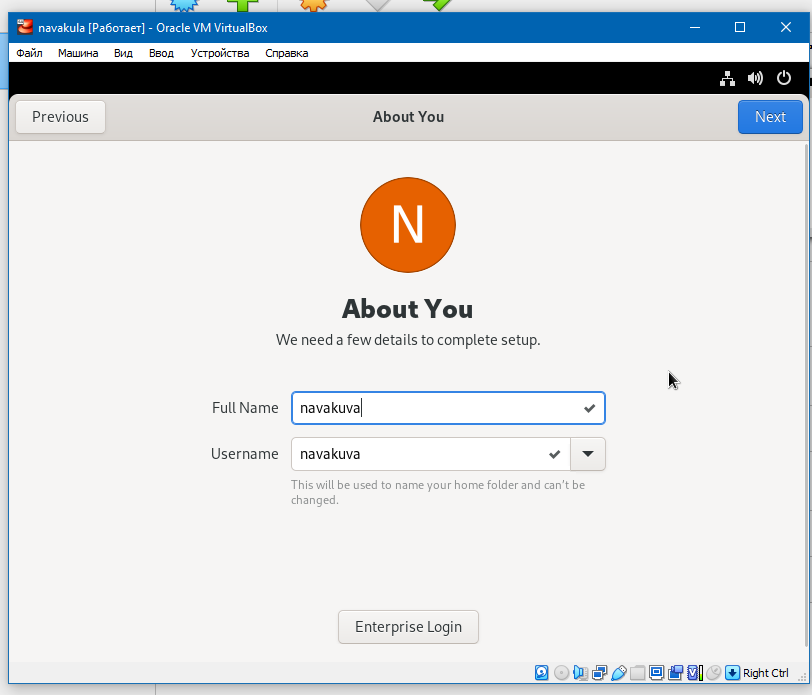 navakula [Работает] - Oracle VM VirtualBox
Файл Машина Вид Ввод Устройства Справка
Previous About You Next
N
About You
We need a few details to complete setup.
Full Name navakuva
Username navakuva
This will be used to name your home folder and can't be
changed.
Enterprise Login
Right Ctrl